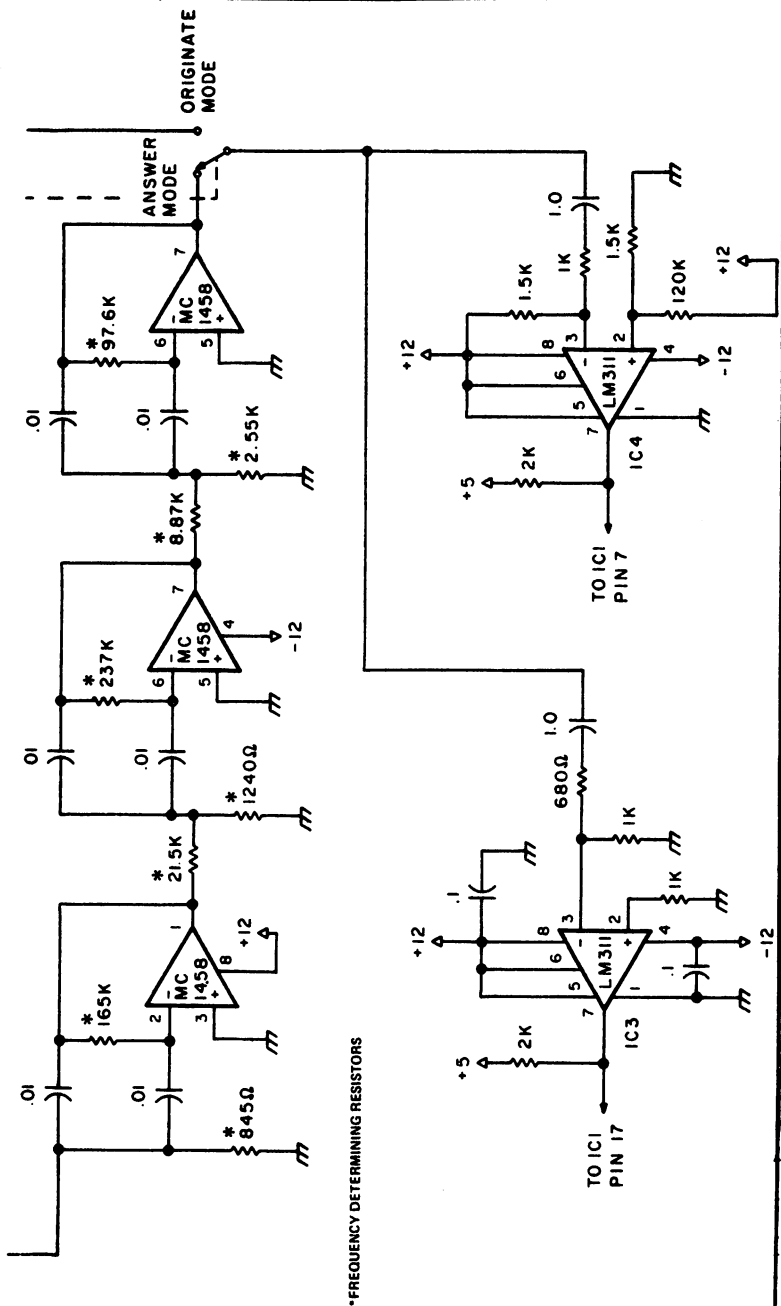 ORIGINATE
MODE
ANSWER
MODE
.01
.01
* 165K
* 845Ω
2
3
MC
1458
-
+
1
8
+12
* 21.5K
01
.01
* 237K
* 1240Ω
6
5
MC
1458
-
+
7
4
-12
* 8.87K
.01
.01
* 97.6K
* 2.55K
6
5
MC
1458
-
+
7
*FREQUENCY DETERMINING RESISTORS
+12
.1
1.0
680Ω
1K
1K
8
3
6
2
5
4
7
1
-
+
LM311
.1
-12
+5
2K
IC3
TO IC1
PIN 17
+12
1.5K
1K
1.0
1.5K
120K
+12
8
3
6
2
5
4
7
1
-
+
LM311
-12
+5
2K
IC4
TO IC1
PIN 7